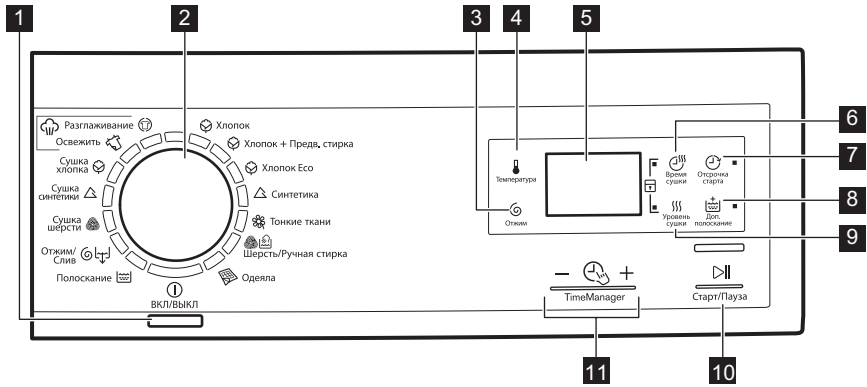 1
2
3
4
5
6
7
8
9
10
11
Разглаживание
Освежить
Сушка
хлопка
Сушка
синтетики
Сушка
шерсти
Отжим/
Слив
Полоскание
ВКЛ/ВЫКЛ
Хлопок
Хлопок + Предв. стирка
Хлопок Eco
Синтетика
Тонкие ткани
Шерсть/Ручная стирка
Одеяла
Температура
Отжим
Время
сушки
Отсрочка
старта
Уровень
сушки
Доп.
полоскание
TimeManager
Старт/Пауза